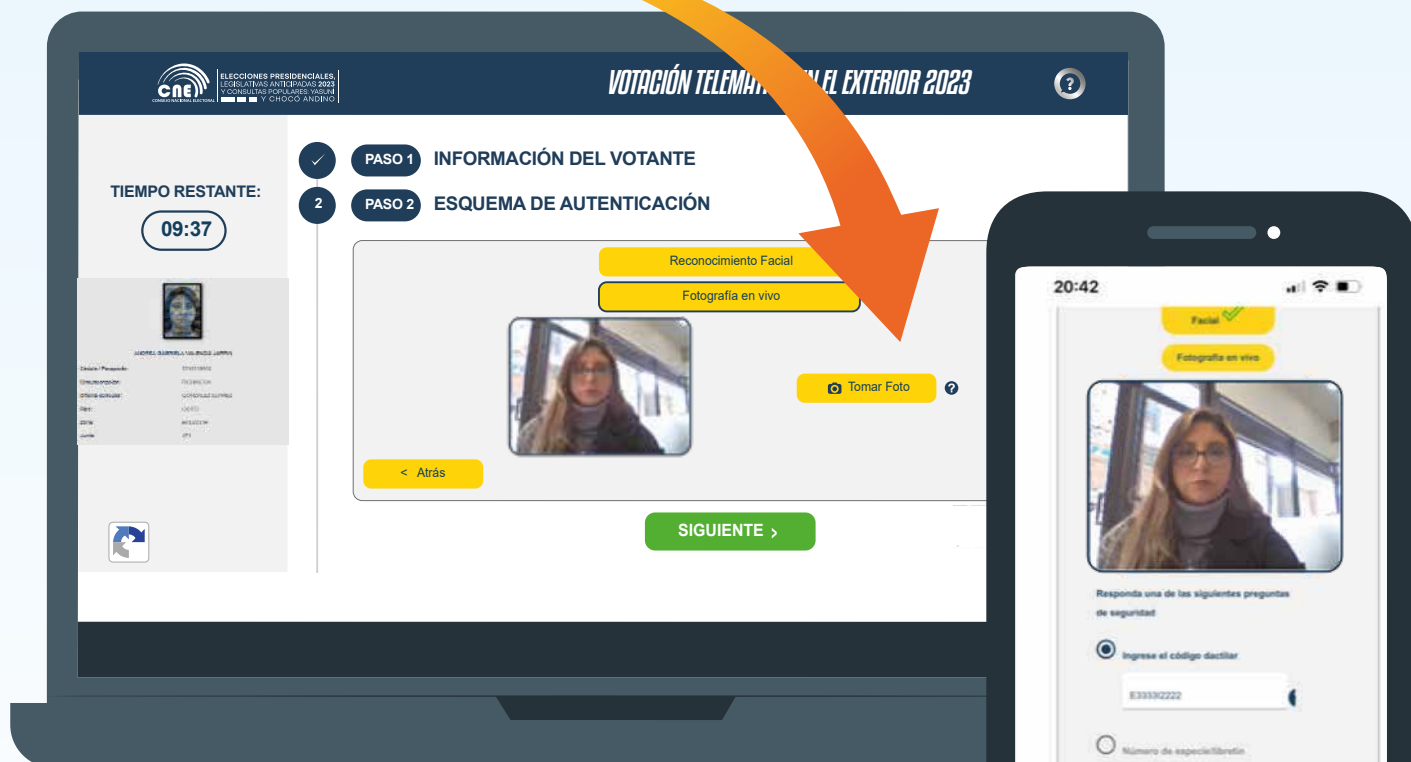 cne
CONSEJO NACIONAL ELECTORAL
ELECCIONES PRESIDENCIALES,
LEGISLATIVAS ANTICIPADAS 2023
Y CONSULTAS POPULARES: YASUNÍ
Y CHOCÓ ANDINO
VOTACIÓN EL EXTERIOR 2023
?
TIEMPO RESTANTE:
09:37
PASO 1 INFORMACIÓN DEL VOTANTE
2 PASO 2 ESQUEMA DE AUTENTICACIÓN
Reconocimiento Facial
Fotografía en vivo
Tomar Foto ?
< Atrás
SIGUIENTE >
Cédula / Pasaporte:
20:42
Facial
Fotografía en vivo
Responda una de las siguientes preguntas
de seguridad
Ingrese el código dactilar
E3333I2222
Número de especie/libretín